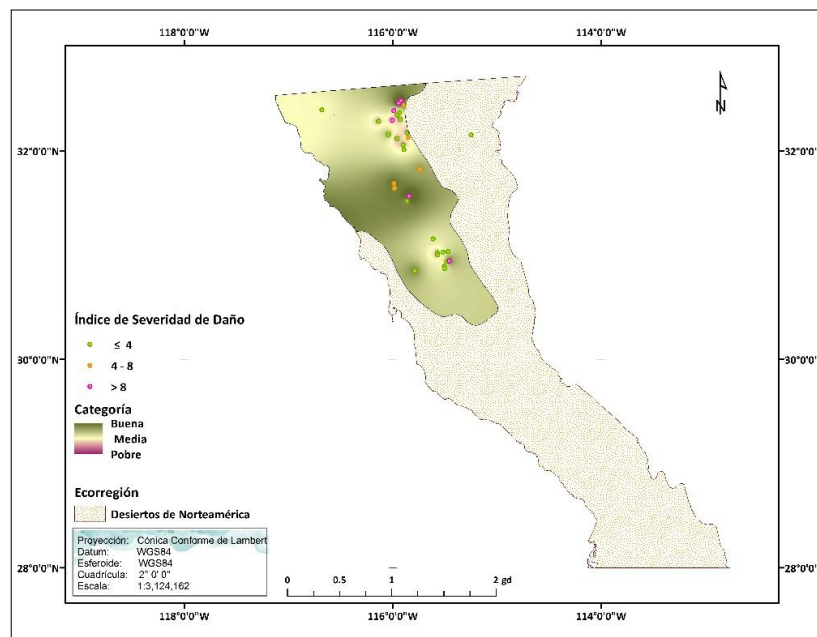 118°0'0"W 116°0'0"W 114°0'0"W
N
32°0'0"N 32°0'0"N
Índice de Severidad de Daño
≤ 4
4 - 8
> 8
30°0'0"N 30°0'0"N
Categoría
Buena
Media
Pobre
Ecorregión
Desiertos de Norteamérica
Proyección: Cónica Conforme de Lambert
Datum: WGS84
Esferoide: WGS84
Cuadrícula: 2° 0' 0"
Escala: 1:3,124,162
28°0'0"N 28°0'0"N
0 0.5 1 2 gd
118°0'0"W 116°0'0"W 114°0'0"W